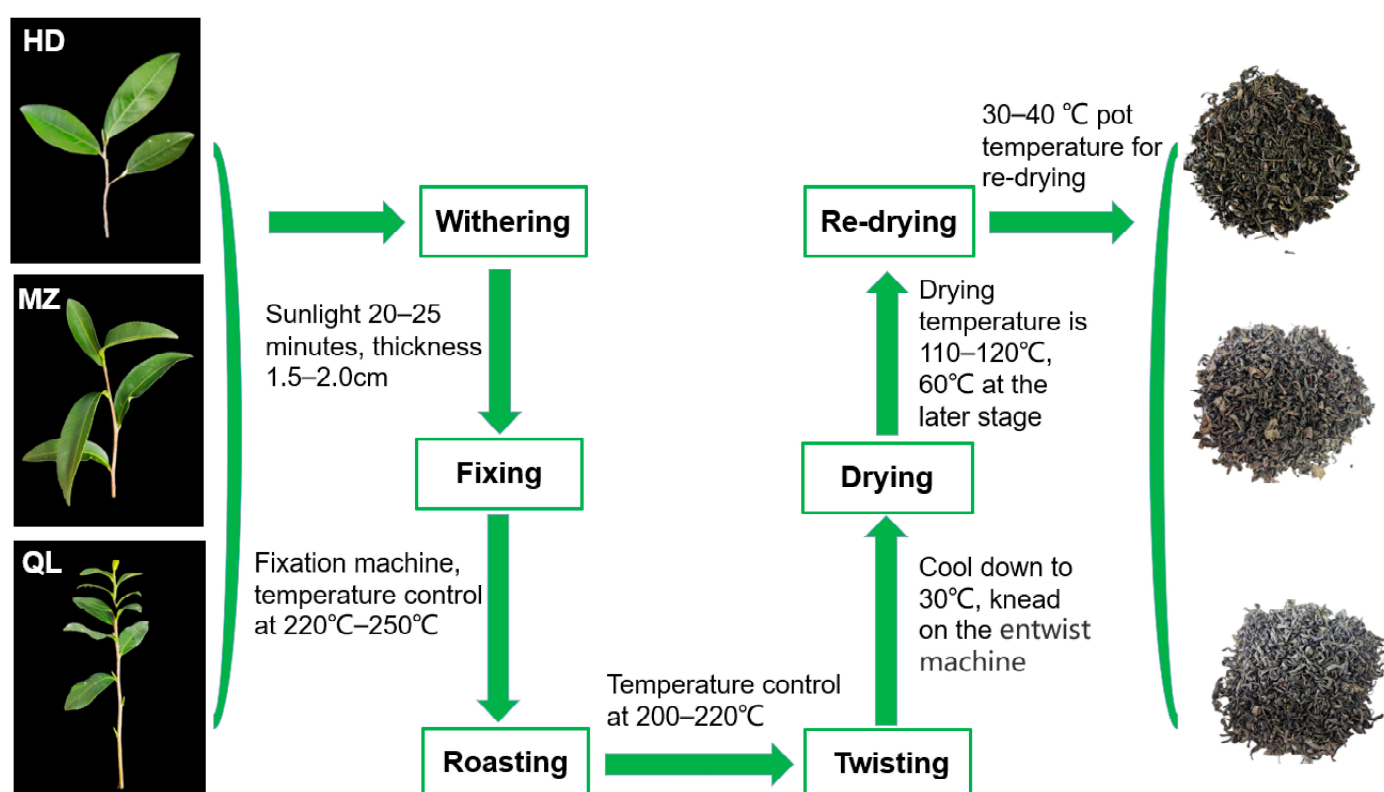 HD
MZ
QL
Withering
Sunlight 20–25
minutes, thickness
1.5–2.0cm
Fixing
Fixation machine,
temperature control
at 220℃–250℃
Roasting
Temperature control
at 200–220℃
Twisting
Cool down to
30℃, knead
on the entwist
machine
Drying
Drying
temperature is
110–120℃,
60℃ at the
later stage
Re-drying
30–40 ℃ pot
temperature for
re-drying